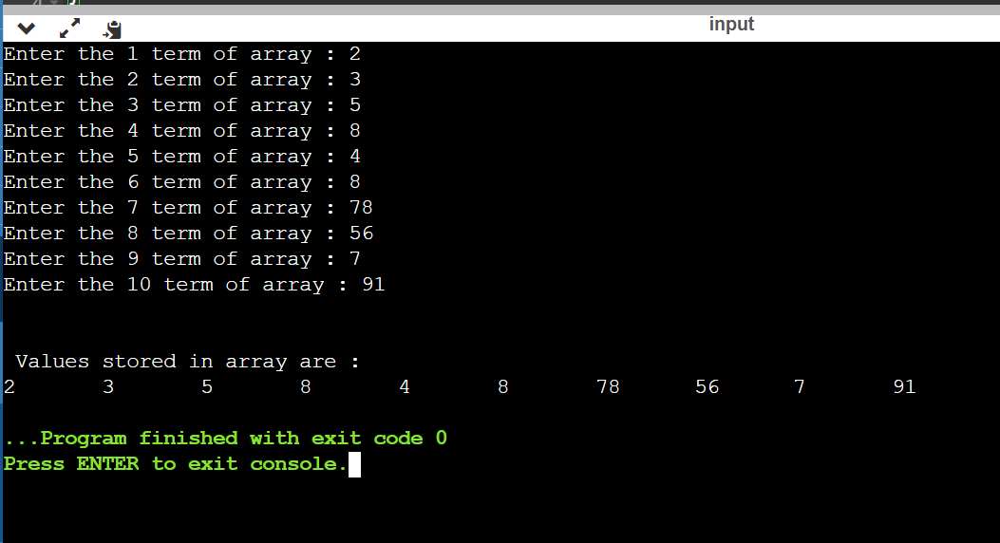 input
Enter the 1 term of array : 2
Enter the 2 term of array : 3
Enter the 3 term of array : 5
Enter the 4 term of array : 8
Enter the 5 term of array : 4
Enter the 6 term of array : 8
Enter the 7 term of array : 78
Enter the 8 term of array : 56
Enter the 9 term of array : 7
Enter the 10 term of array : 91
Values stored in array are :
2 3 5 8 4 8 78 56 7 91
...Program finished with exit code 0
Press ENTER to exit console.